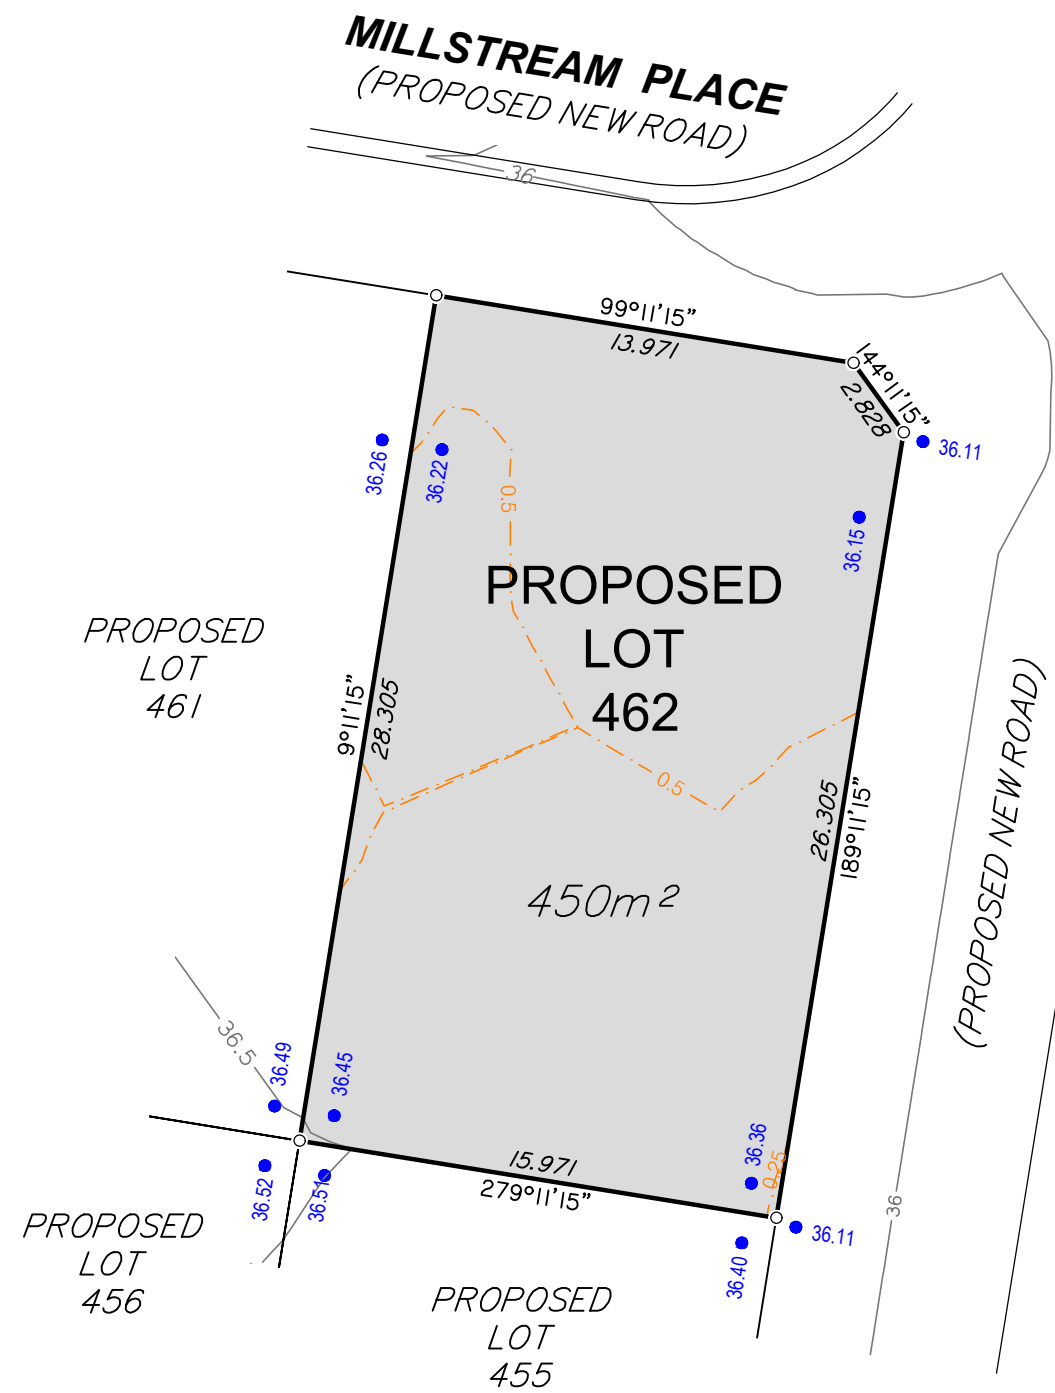 MILLSTREAM PLACE
(PROPOSED NEW ROAD)
36
99°11'15"
13.971
144°11'15"
2.828
36.11
36.26
36.22
0.5
36.15
PROPOSED
LOT
462
PROPOSED
LOT
461
9°11'15"
28.305
0.5
26.305
189°11'15"
(PROPOSED NEW ROAD)
450m²
36.5
36.49
36.45
36.36
0.25
15.971
279°11'15"
36.52
36.51
36
36.11
36.40
PROPOSED
LOT
456
PROPOSED
LOT
455